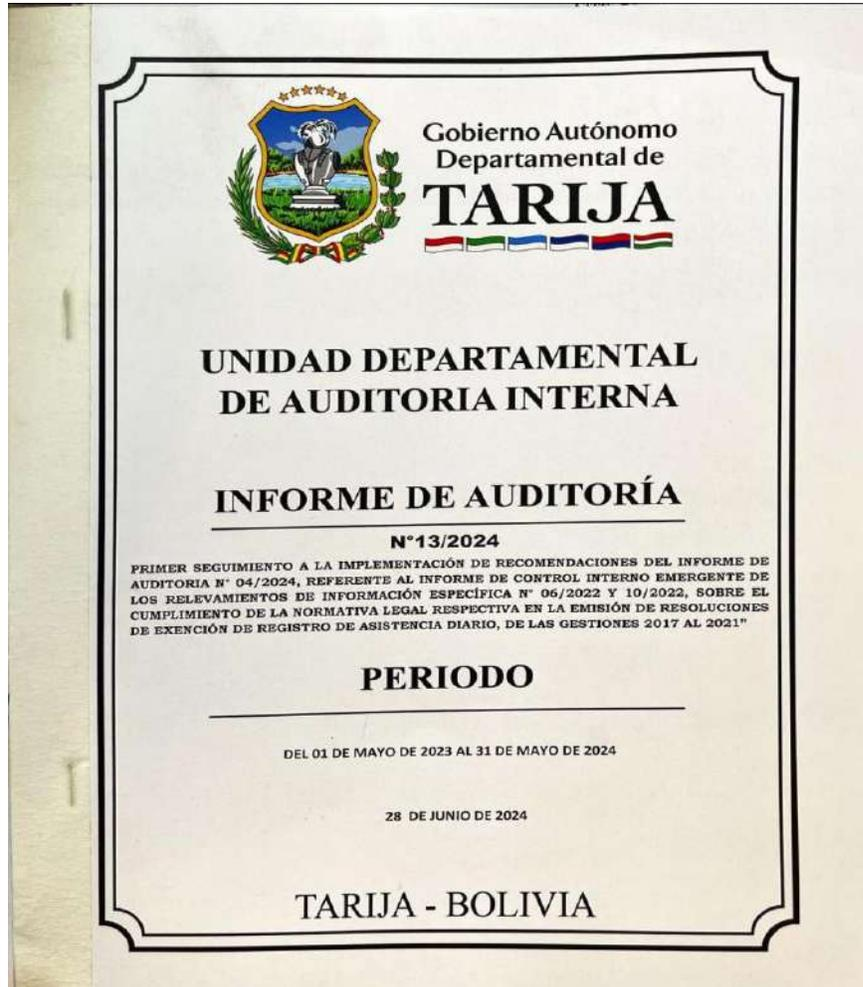 Gobierno Autónomo
Departamental de
TARIJA
UNIDAD DEPARTAMENTAL
DE AUDITORIA INTERNA
INFORME DE AUDITORÍA
N°13/2024
PRIMER SEGUIMIENTO A LA IMPLEMENTACIÓN DE RECOMENDACIONES DEL INFORME DE
AUDITORIA N° 04/2024, REFERENTE AL INFORME DE CONTROL INTERNO EMERGENTE DE
LOS RELEVAMIENTOS DE INFORMACIÓN ESPECÍFICA N° 06/2022 Y 10/2022, SOBRE EL
CUMPLIMIENTO DE LA NORMATIVA LEGAL RESPECTIVA EN LA EMISIÓN DE RESOLUCIONES
DE EXENCIÓN DE REGISTRO DE ASISTENCIA DIARIO, DE LAS GESTIONES 2017 AL 2021"
PERIODO
DEL 01 DE MAYO DE 2023 AL 31 DE MAYO DE 2024
28 DE JUNIO DE 2024
TARIJA - BOLIVIA